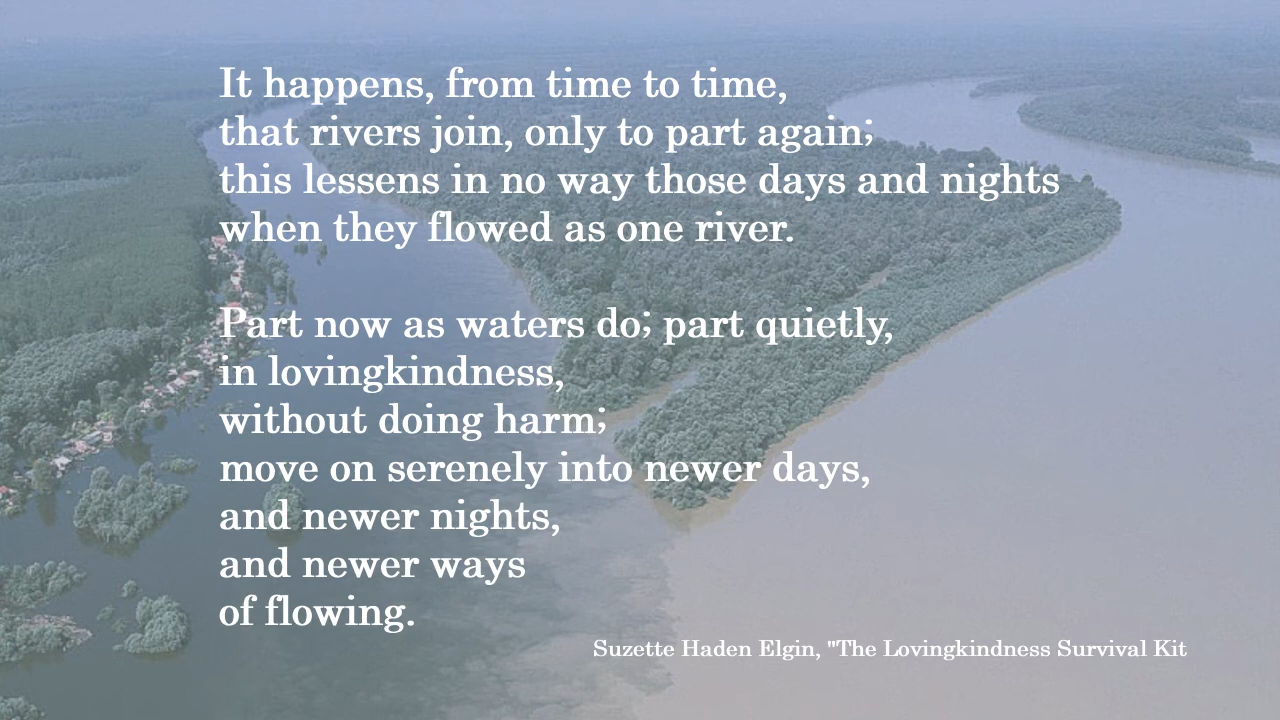 It happens, from time to time,
that rivers join, only to part again;
this lessens in no way those days and nights
when they flowed as one river.
Part now as waters do; part quietly,
in lovingkindness,
without doing harm;
move on serenely into newer days,
and newer nights,
and newer ways
of flowing.
Suzette Haden Elgin, "The Lovingkindness Survival Kit